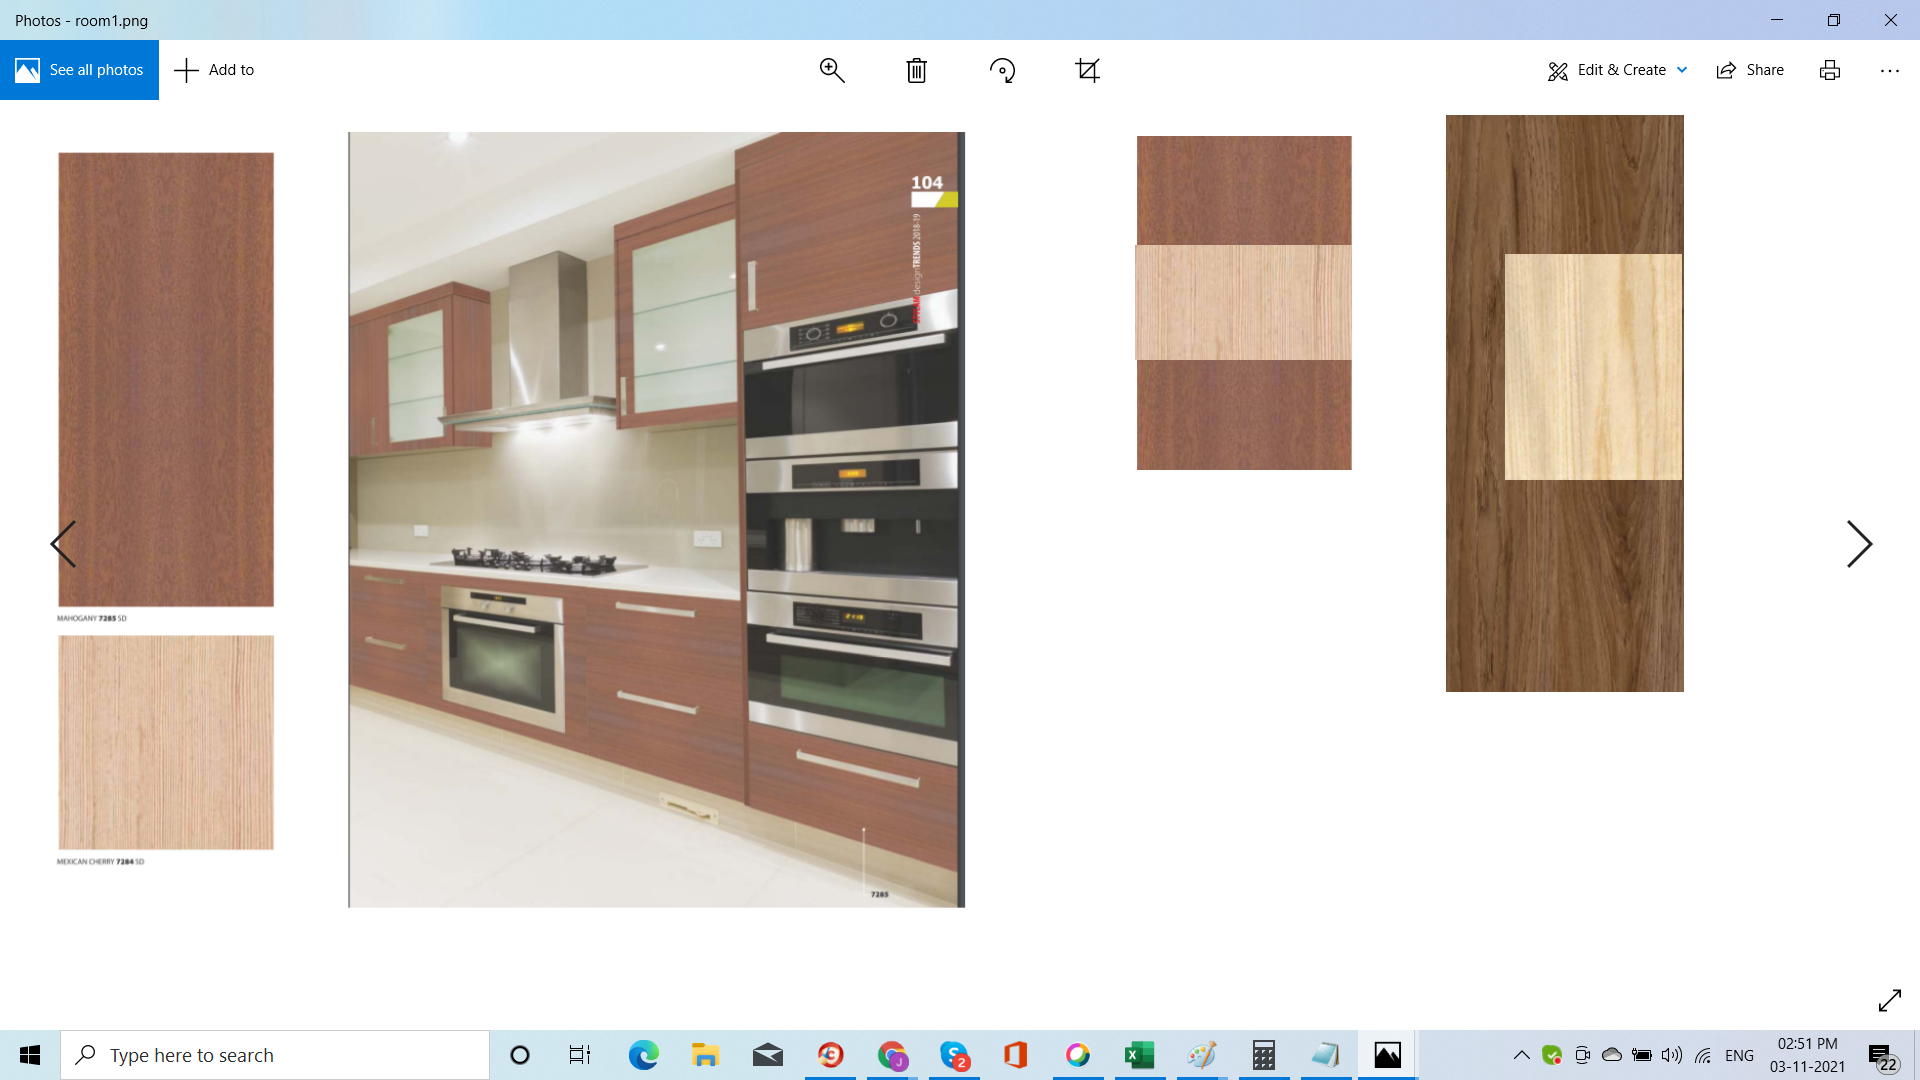 Photos - room1.png
See all photos
Add to
Edit & Create
Share
104
designTRENDS 2018-19
MAHOGANY 7285 SD
MEXICAN CHERRY 7284 SD
7285
Type here to search
J
2
ENG
02:51 PM
03-11-2021
22